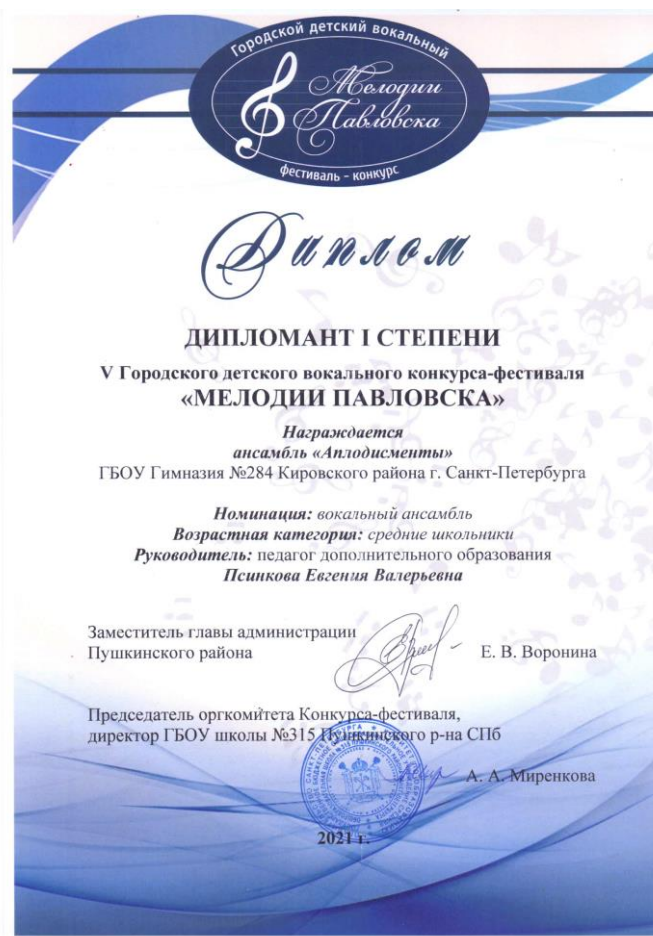 Городской детский вокальный
Мелодии
Павловска
фестиваль - конкурс
Диплом
ДИПЛОМАНТ I СТЕПЕНИ
V Городского детского вокального конкурса-фестиваля
«МЕЛОДИИ ПАВЛОВСКА»
Награждается
ансамбль «Аплодисменты»
ГБОУ Гимназия №284 Кировского района г. Санкт-Петербурга
Номинация: вокальный ансамбль
Возрастная категория: средние школьники
Руководитель: педагог дополнительного образования
Псинкова Евгения Валерьевна
Заместитель главы администрации
Пушкинского района
Е. В. Воронина
Председатель оргкомитета Конкурса-фестиваля,
директор ГБОУ школы №315 Пушкинского р-на СПб
А. А. Миренкова
2021 г.